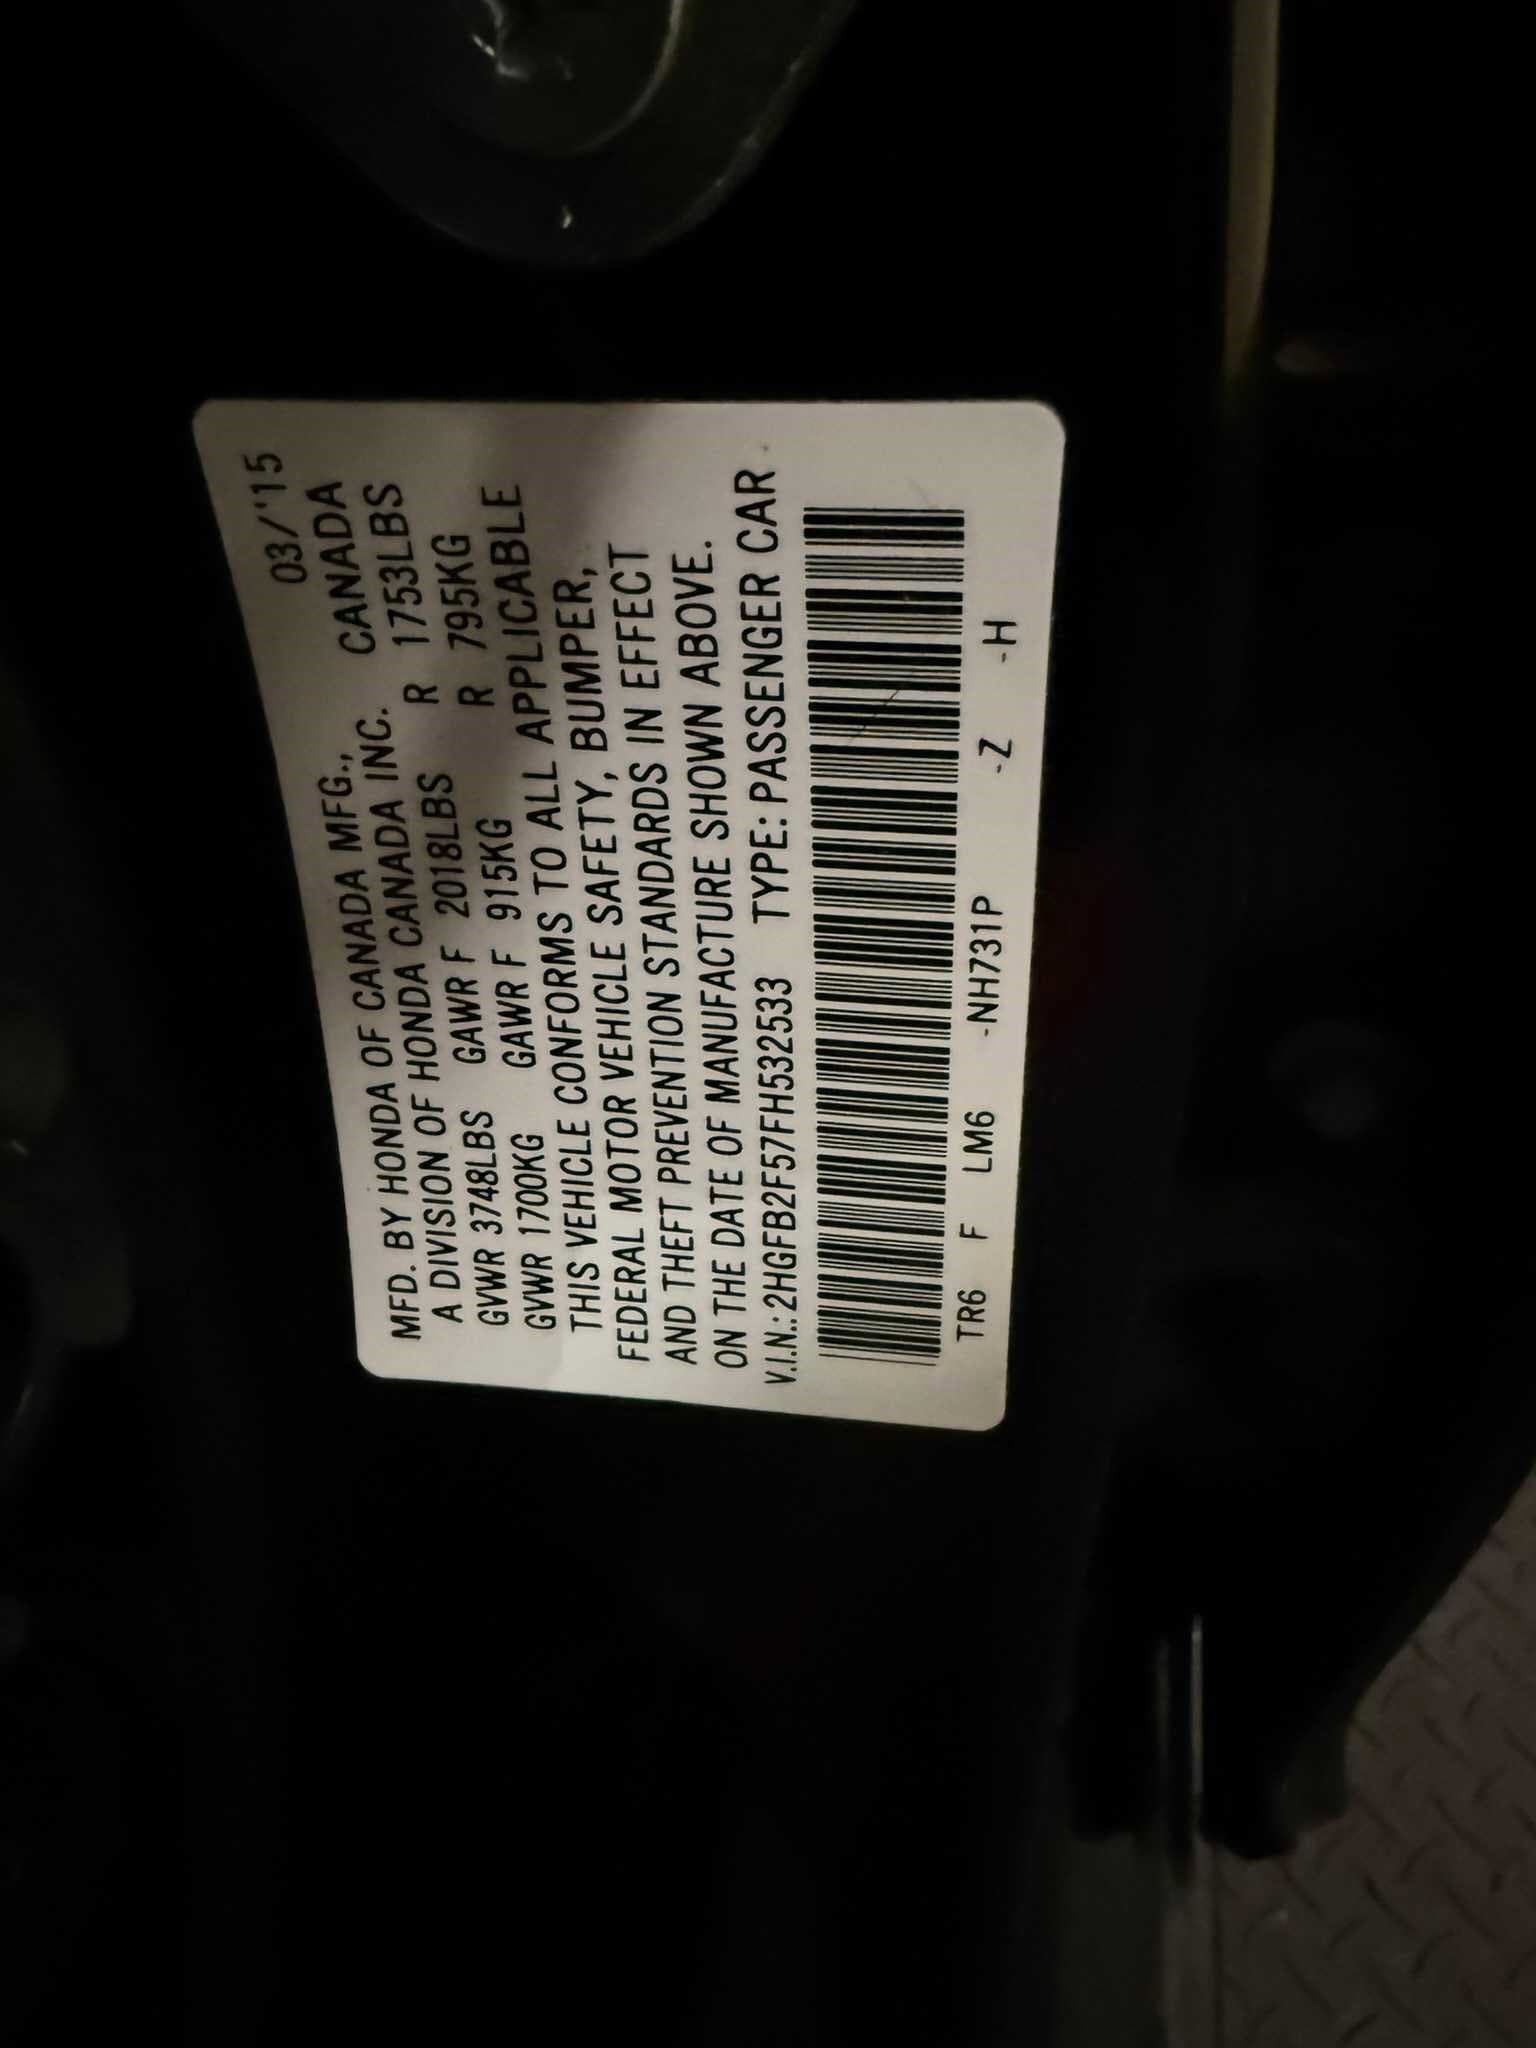 03/'15
MFD. BY HONDA OF CANADA MFG., CANADA
A DIVISION OF HONDA CANADA INC.
GVWR 3748LBS GAWR F 2018LBS R 1753LBS
GVWR 1700KG GAWR F 915KG R 795KG
THIS VEHICLE CONFORMS TO ALL APPLICABLE
FEDERAL MOTOR VEHICLE SAFETY, BUMPER,
AND THEFT PREVENTION STANDARDS IN EFFECT
ON THE DATE OF MANUFACTURE SHOWN ABOVE.
V.I.N.: 2HGFB2F57FH532533 TYPE: PASSENGER CAR
TR6 F LM6 -NH731P -Z -H